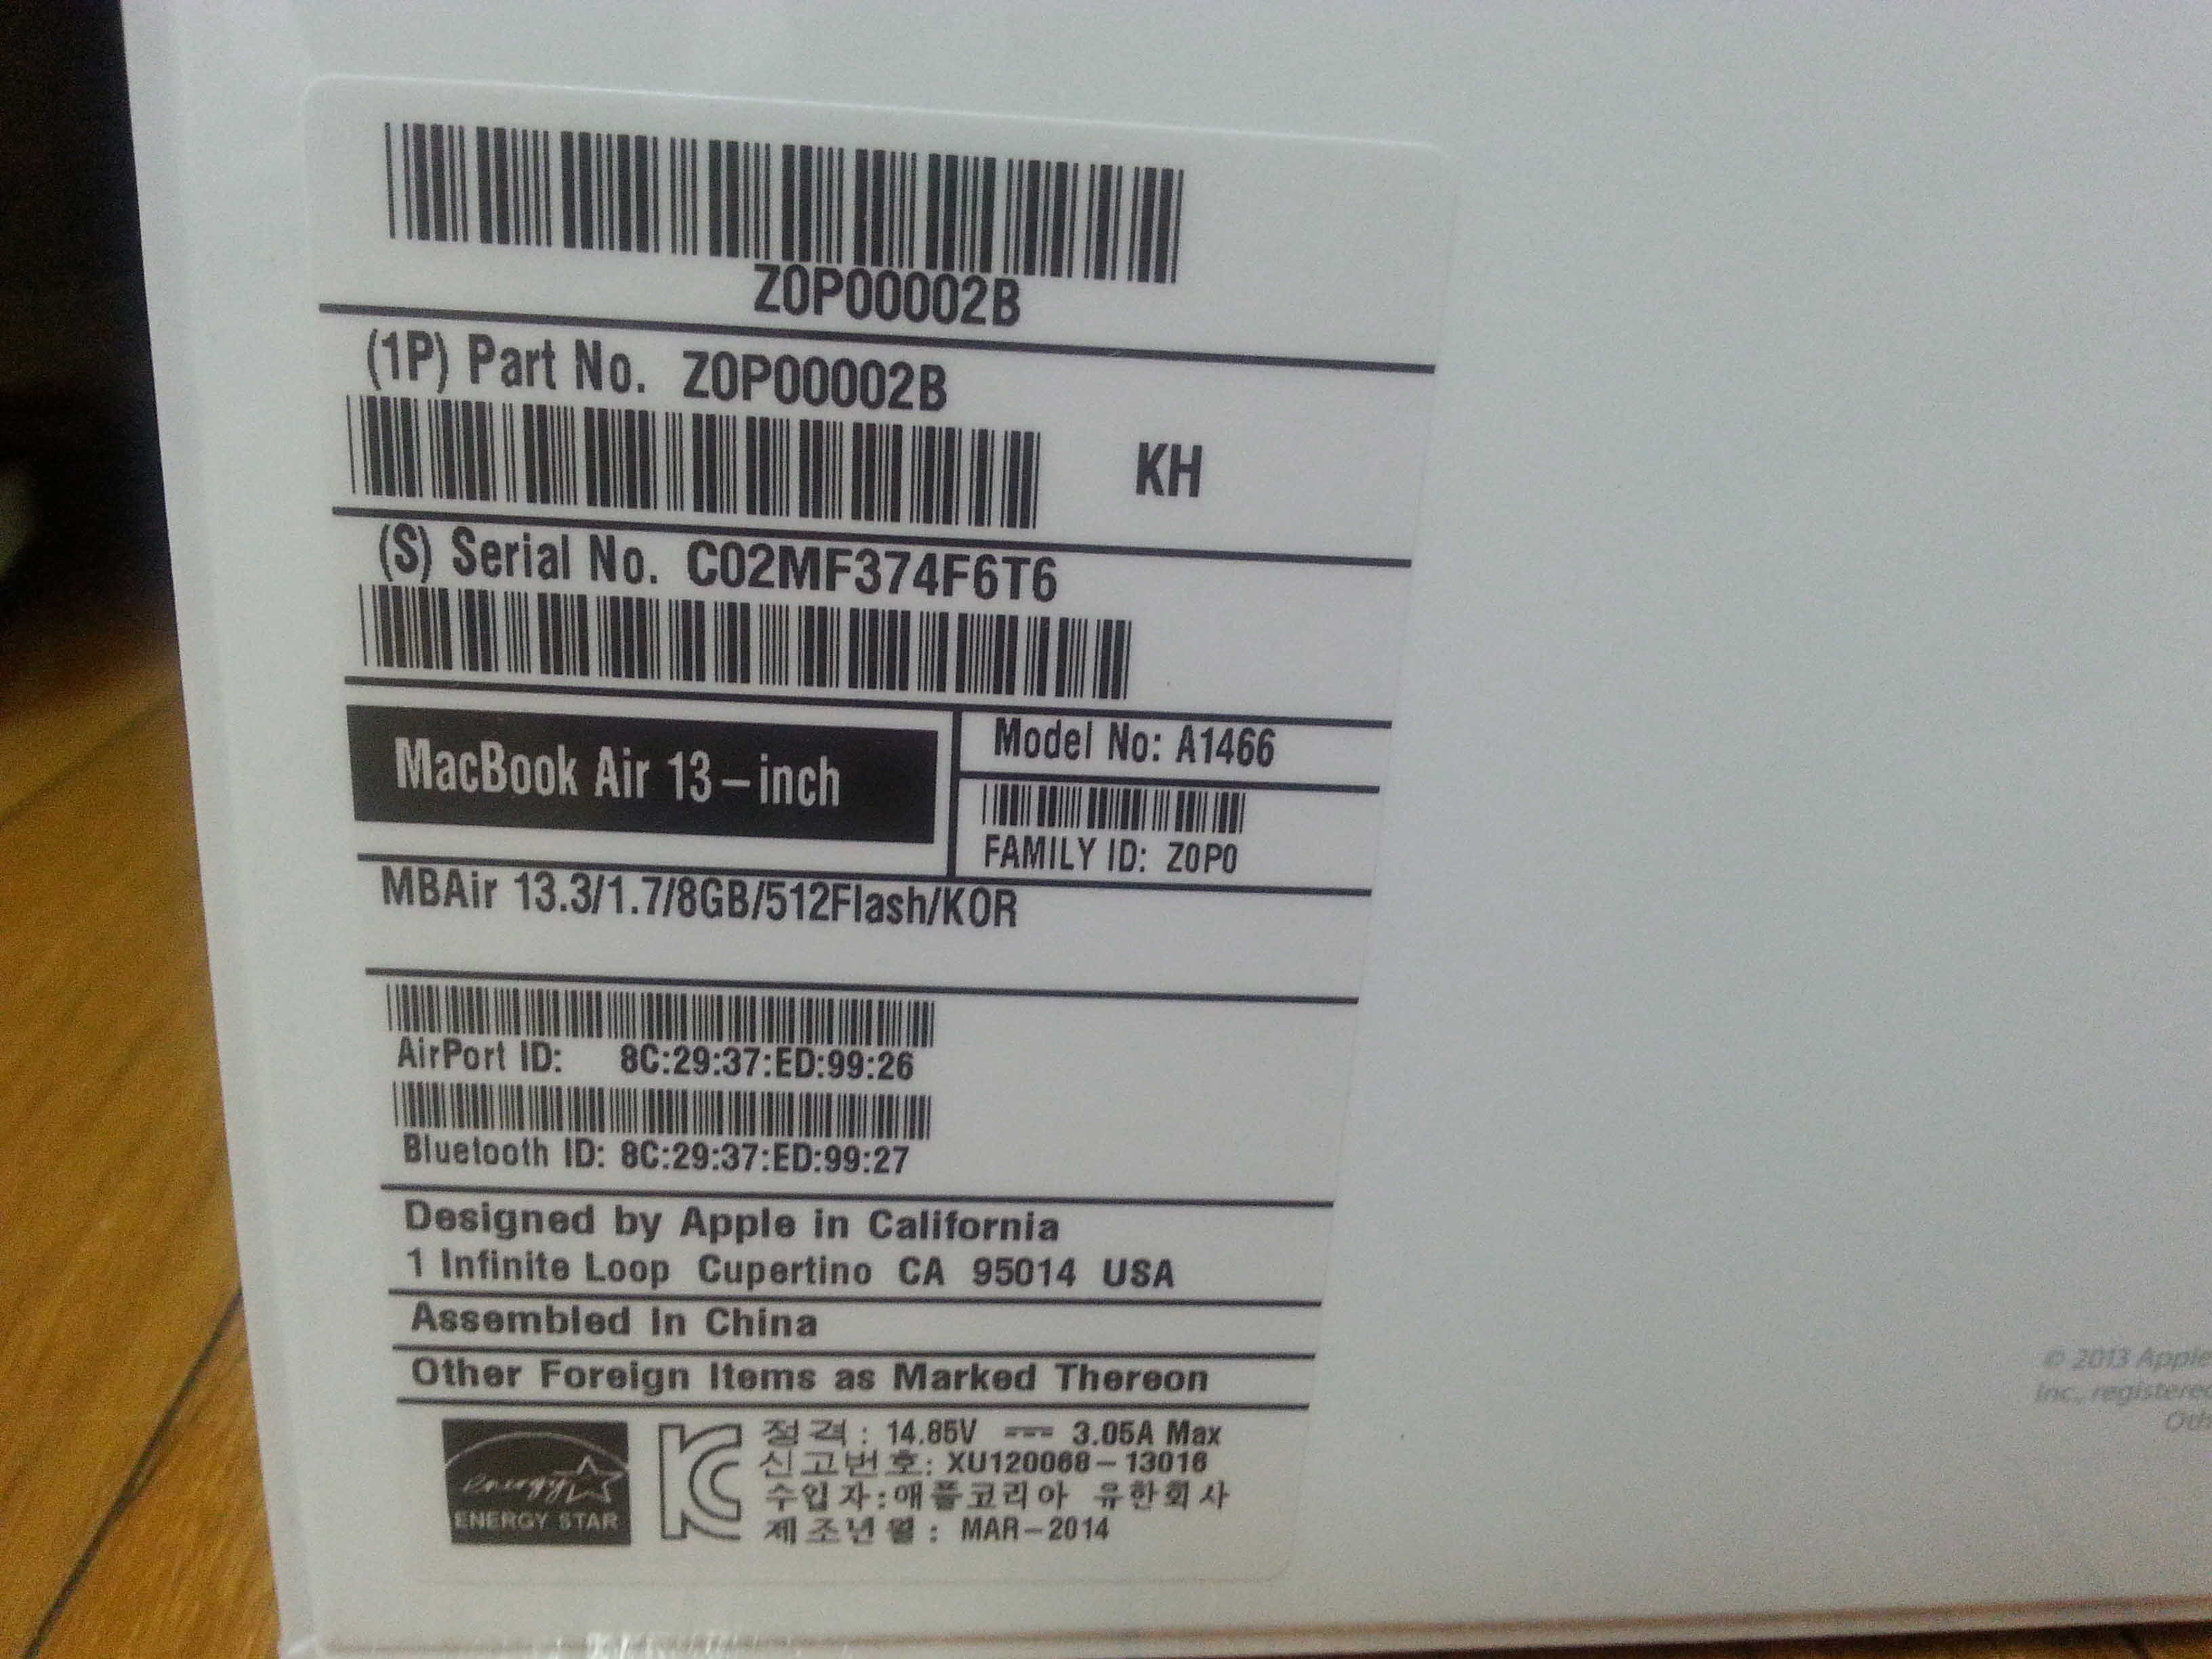 Z0P00002B
(1P) Part No. Z0P00002B
KH
(S) Serial No. C02MF374F6T6
MacBook Air 13-inch
Model No: A1466
FAMILY ID: Z0P0
MBAir 13.3/1.7/8GB/512Flash/KOR
AirPort ID: 8C:29:37:ED:99:26
Bluetooth ID: 8C:29:37:ED:99:27
Designed by Apple in California
1 Infinite Loop Cupertino CA 95014 USA
Assembled in China
Other Foreign Items as Marked Thereon
energy
ENERGY STAR
정격: 14.85V ⎓ 3.05A Max
신고번호: XU120068-13016
수입자:애플코리아 유한회사
제조년월: MAR-2014
© 2013 Apple
Inc., registered